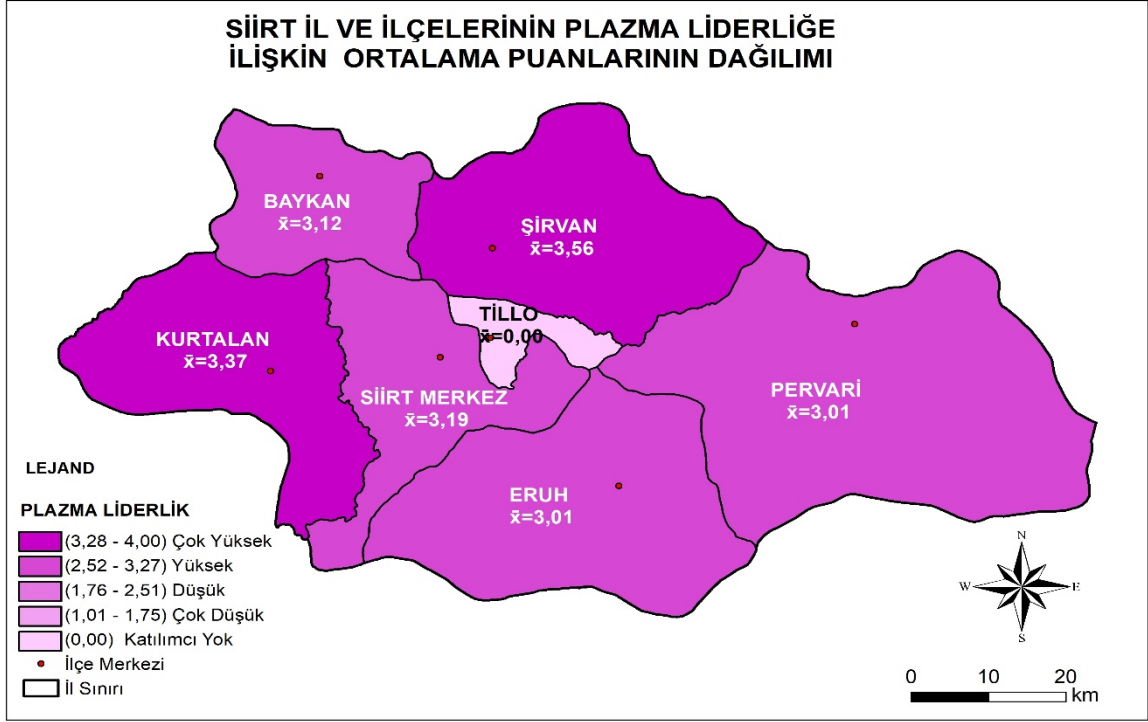 SİİRT İL VE İLÇELERİNİN PLAZMA LİDERLİĞE
İLİŞKİN ORTALAMA PUANLARININ DAĞILIMI
BAYKAN
x̄=3,12
ŞİRVAN
x̄=3,56
TİLLO
x̄=0,00
KURTALAN
x̄=3,37
SİİRT MERKEZ
x̄=3,19
PERVARİ
x̄=3,01
ERUH
x̄=3,01
LEJAND
PLAZMA LİDERLİK
(3,28 - 4,00) Çok Yüksek
(2,52 - 3,27) Yüksek
(1,76 - 2,51) Düşük
(1,01 - 1,75) Çok Düşük
(0,00) Katılımcı Yok
İlçe Merkezi
İl Sınırı
N
W E
S
0 10 20
km